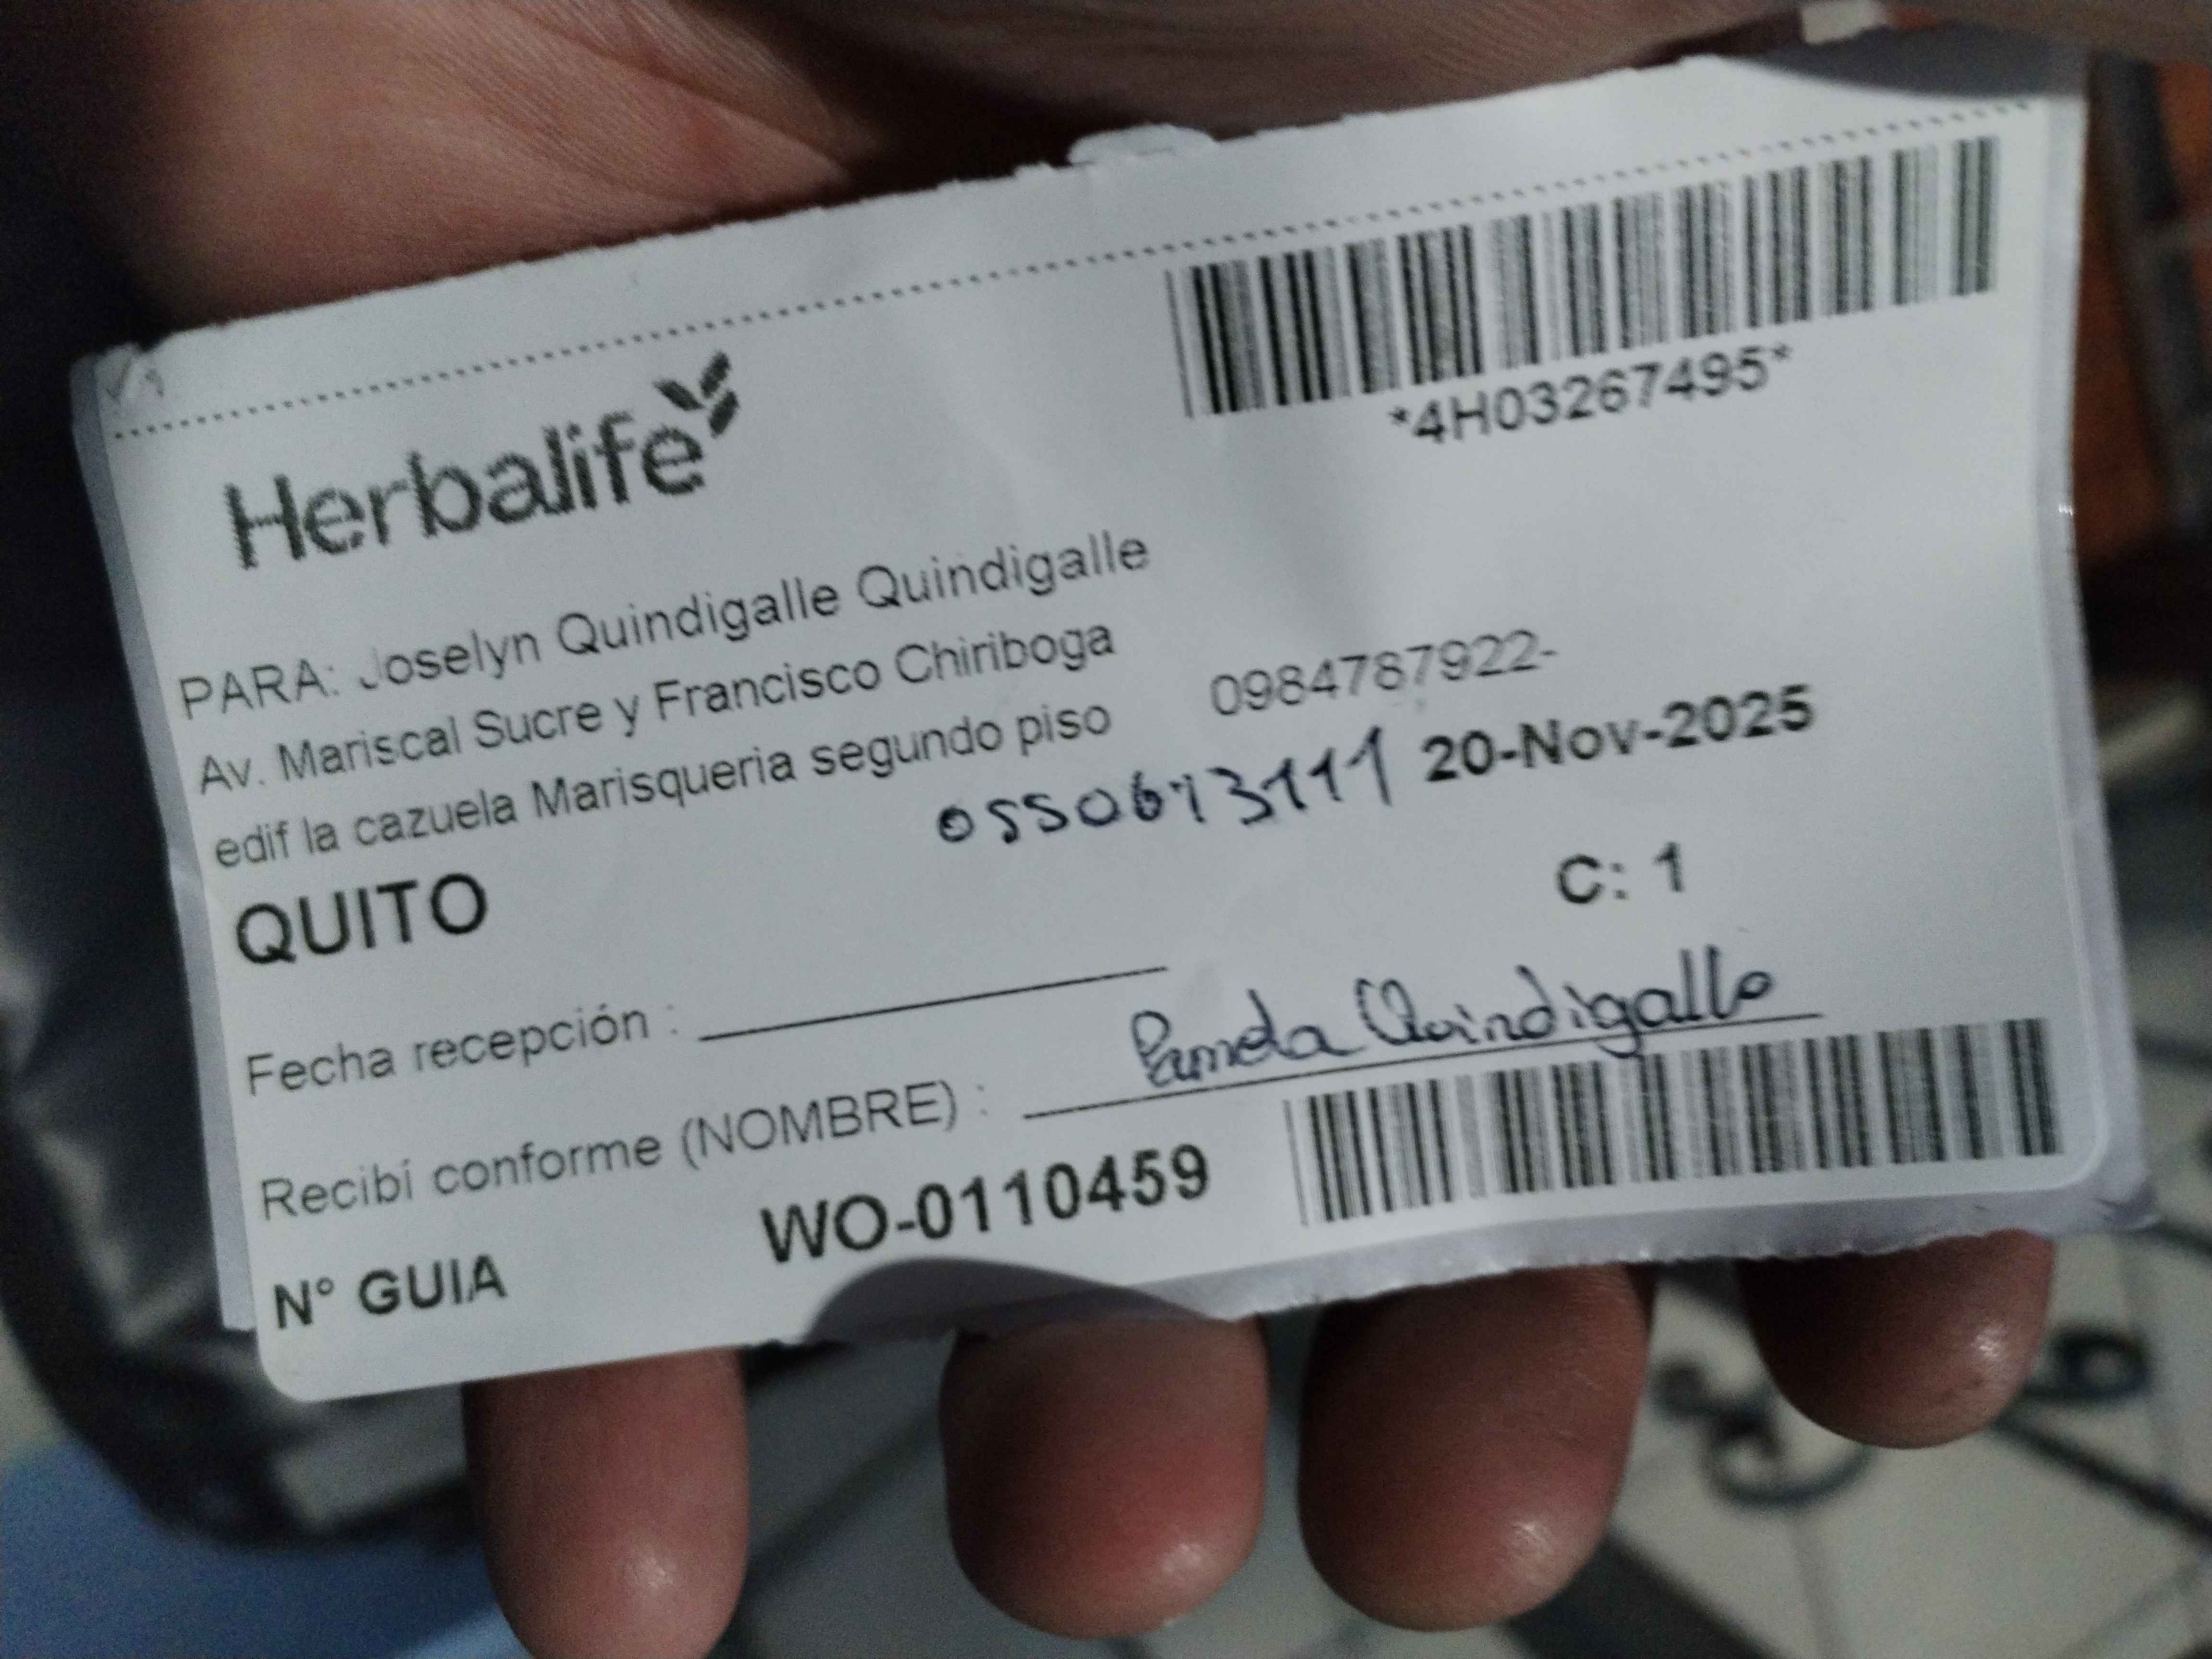 *4H03267495*
Herbalife
PARA: Joselyn Quindigalle Quindigalle
Av. Mariscal Sucre y Francisco Chiriboga
0984787922-
edif la cazuela Marisqueria segundo piso
0550673111 20-Nov-2025
QUITO
C: 1
Fecha recepción :
Recibí conforme (NOMBRE) : Pamela Quindigalle
N° GUIA WO-0110459